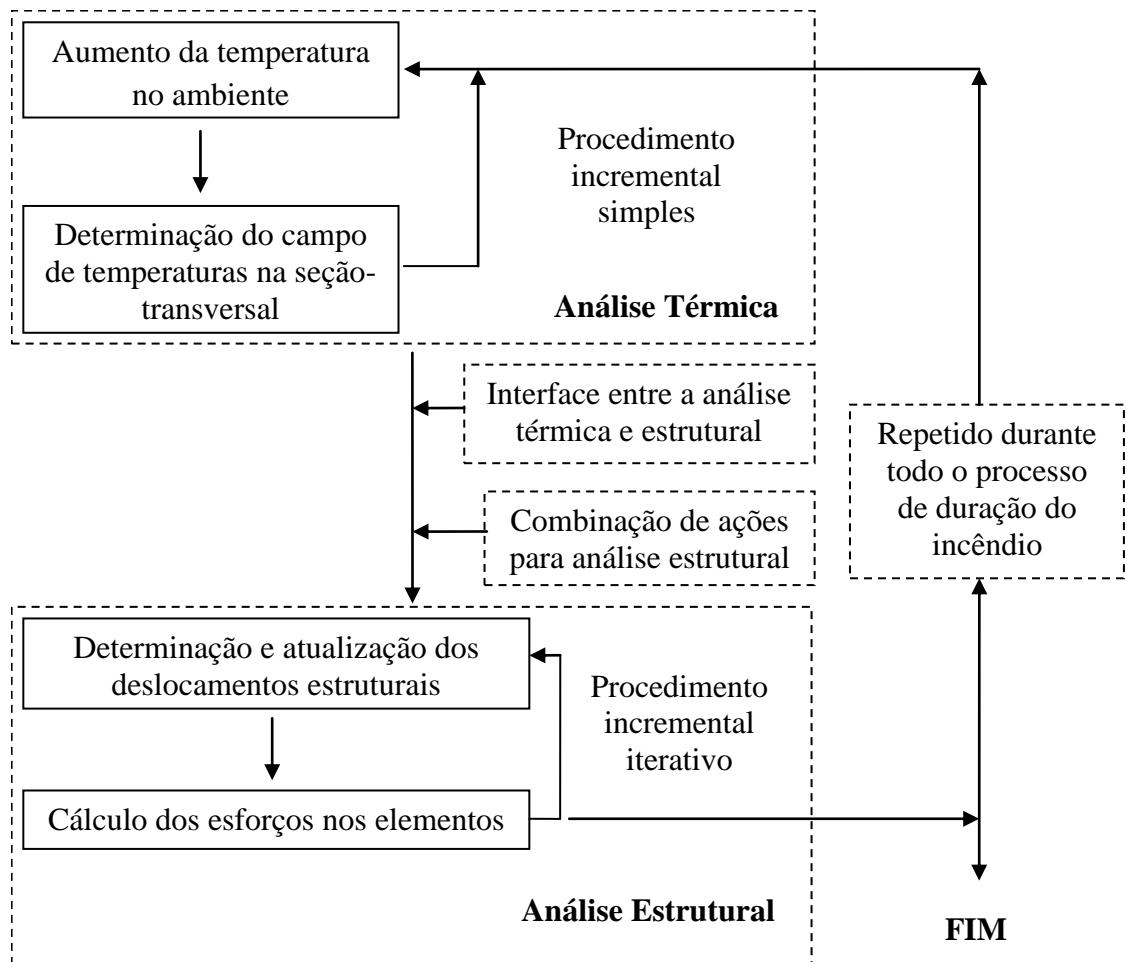 Aumento da temperatura
no ambiente
Procedimento
incremental
simples
Determinação do campo
de temperaturas na seção-
transversal
Análise Térmica
Interface entre a análise
térmica e estrutural
Combinação de ações
para análise estrutural
Repetido durante
todo o processo
de duração do
incêndio
Determinação e atualização dos
deslocamentos estruturais
Procedimento
incremental
iterativo
Cálculo dos esforços nos elementos
Análise Estrutural
FIM